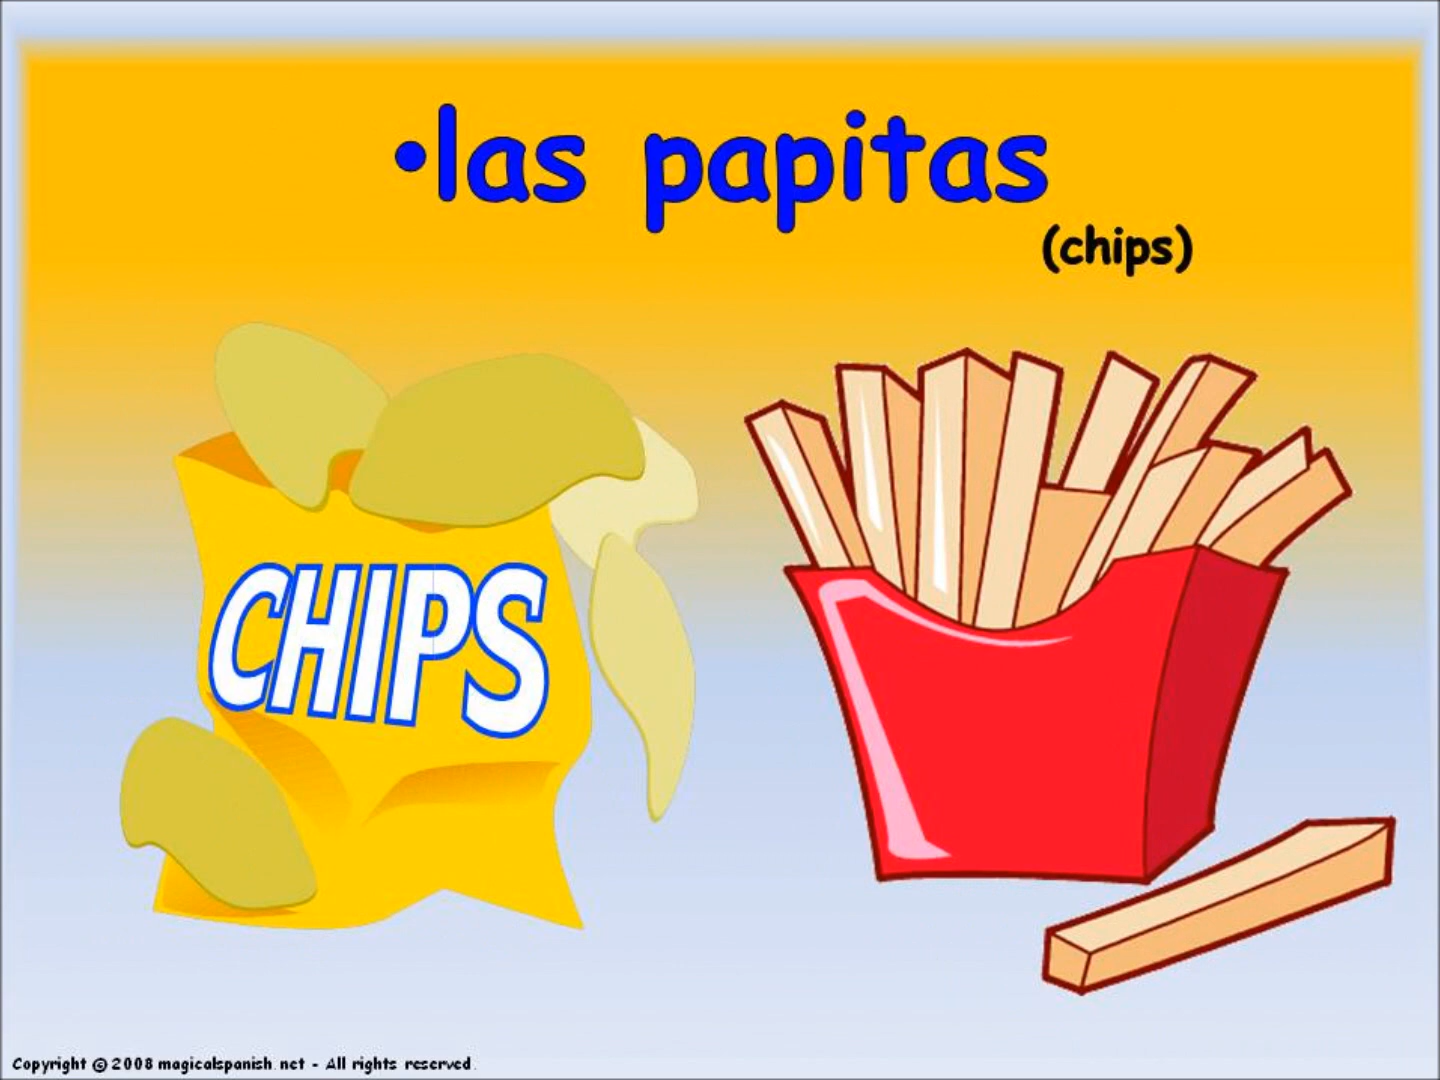 •las papitas
(chips)
CHIPS
Copyright © 2008 magicalspanish.net - All rights reserved.